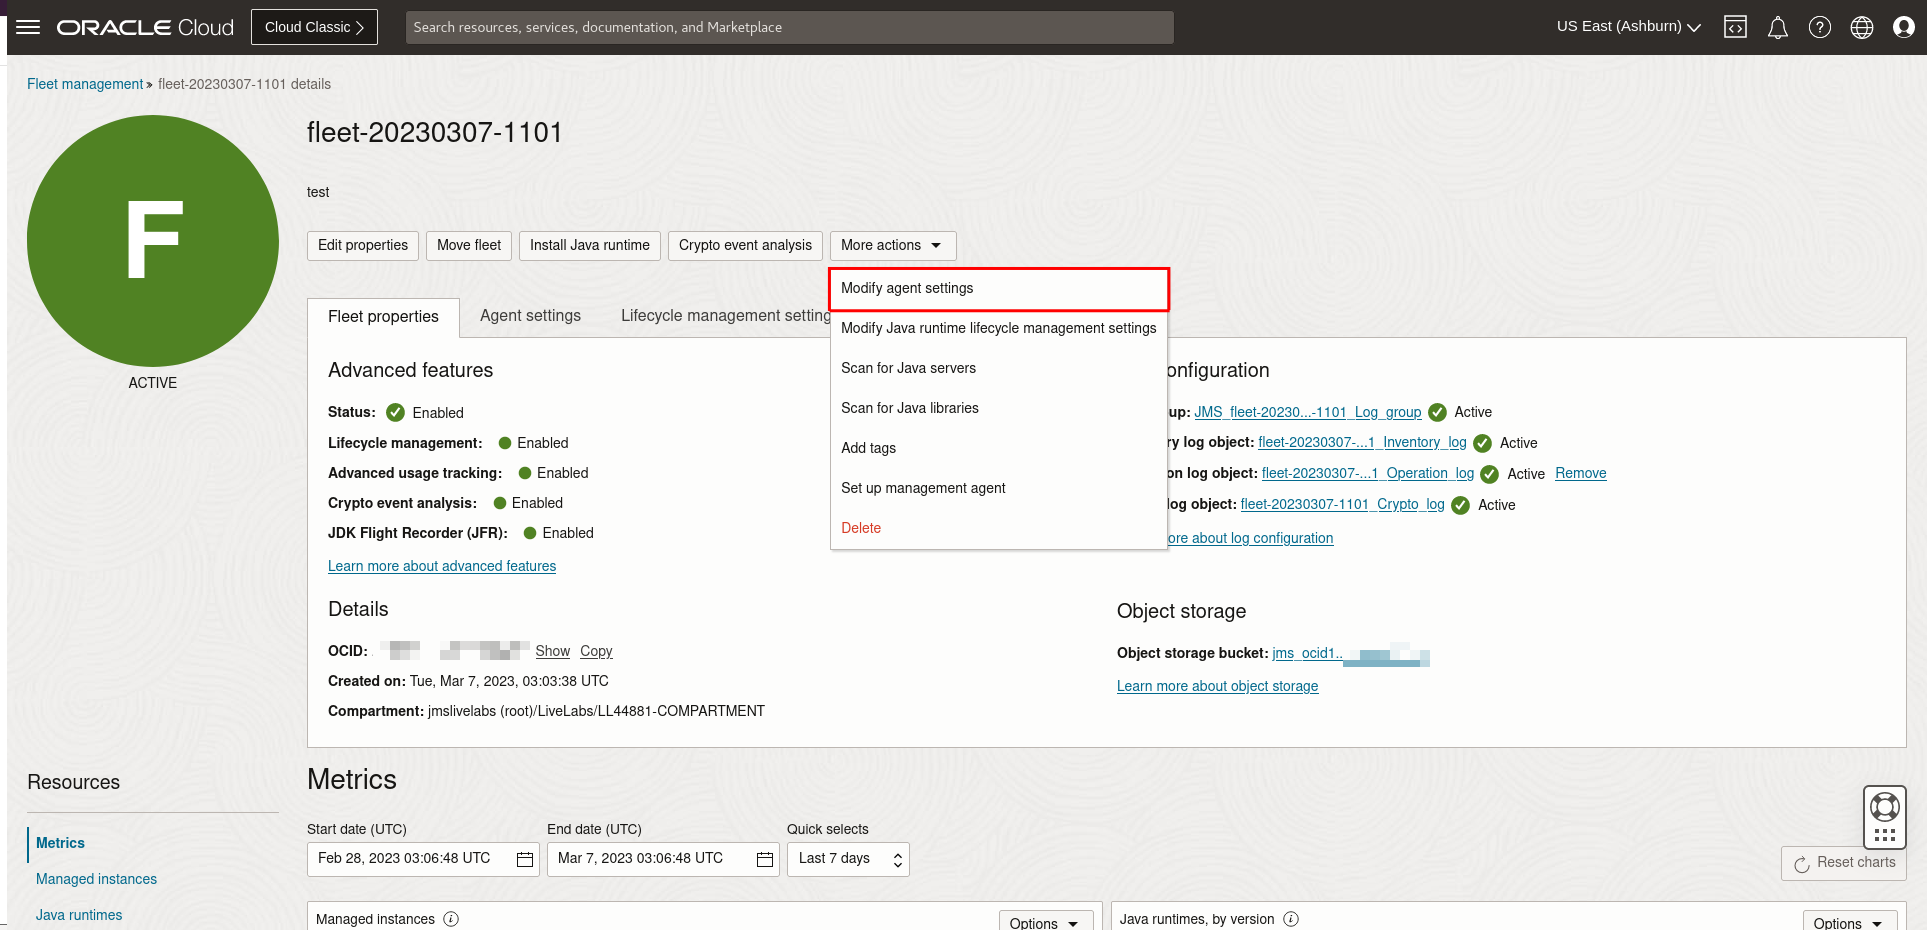 ORACLE Cloud
Cloud Classic
Search resources, services, documentation, and Marketplace
US East (Ashburn)
Fleet management » fleet-20230307-1101 details
F
ACTIVE
fleet-20230307-1101
test
Edit properties
Move fleet
Install Java runtime
Crypto event analysis
More actions
Modify agent settings
Modify Java runtime lifecycle management settings
Scan for Java servers
Scan for Java libraries
Add tags
Set up management agent
Delete
Fleet properties
Agent settings
Lifecycle management setting
Advanced features
Status: Enabled
Lifecycle management: Enabled
Advanced usage tracking: Enabled
Crypto event analysis: Enabled
JDK Flight Recorder (JFR): Enabled
Learn more about advanced features
onfiguration
up: JMS_fleet-20230...-1101_Log_group Active
ry log object: fleet-20230307-...1_Inventory_log Active
on log object: fleet-20230307-...1_Operation_log Active Remove
log object: fleet-20230307-1101_Crypto_log Active
ore about log configuration
Details
OCID: Show Copy
Created on: Tue, Mar 7, 2023, 03:03:38 UTC
Compartment: jmslivelabs (root)/LiveLabs/LL44881-COMPARTMENT
Object storage
Object storage bucket: jms_ocid1..
Learn more about object storage
Resources
Metrics
Managed instances
Java runtimes
Metrics
Start date (UTC)
Feb 28, 2023 03:06:48 UTC
End date (UTC)
Mar 7, 2023 03:06:48 UTC
Quick selects
Last 7 days
Reset charts
Managed instances
Options
Java runtimes, by version
Options